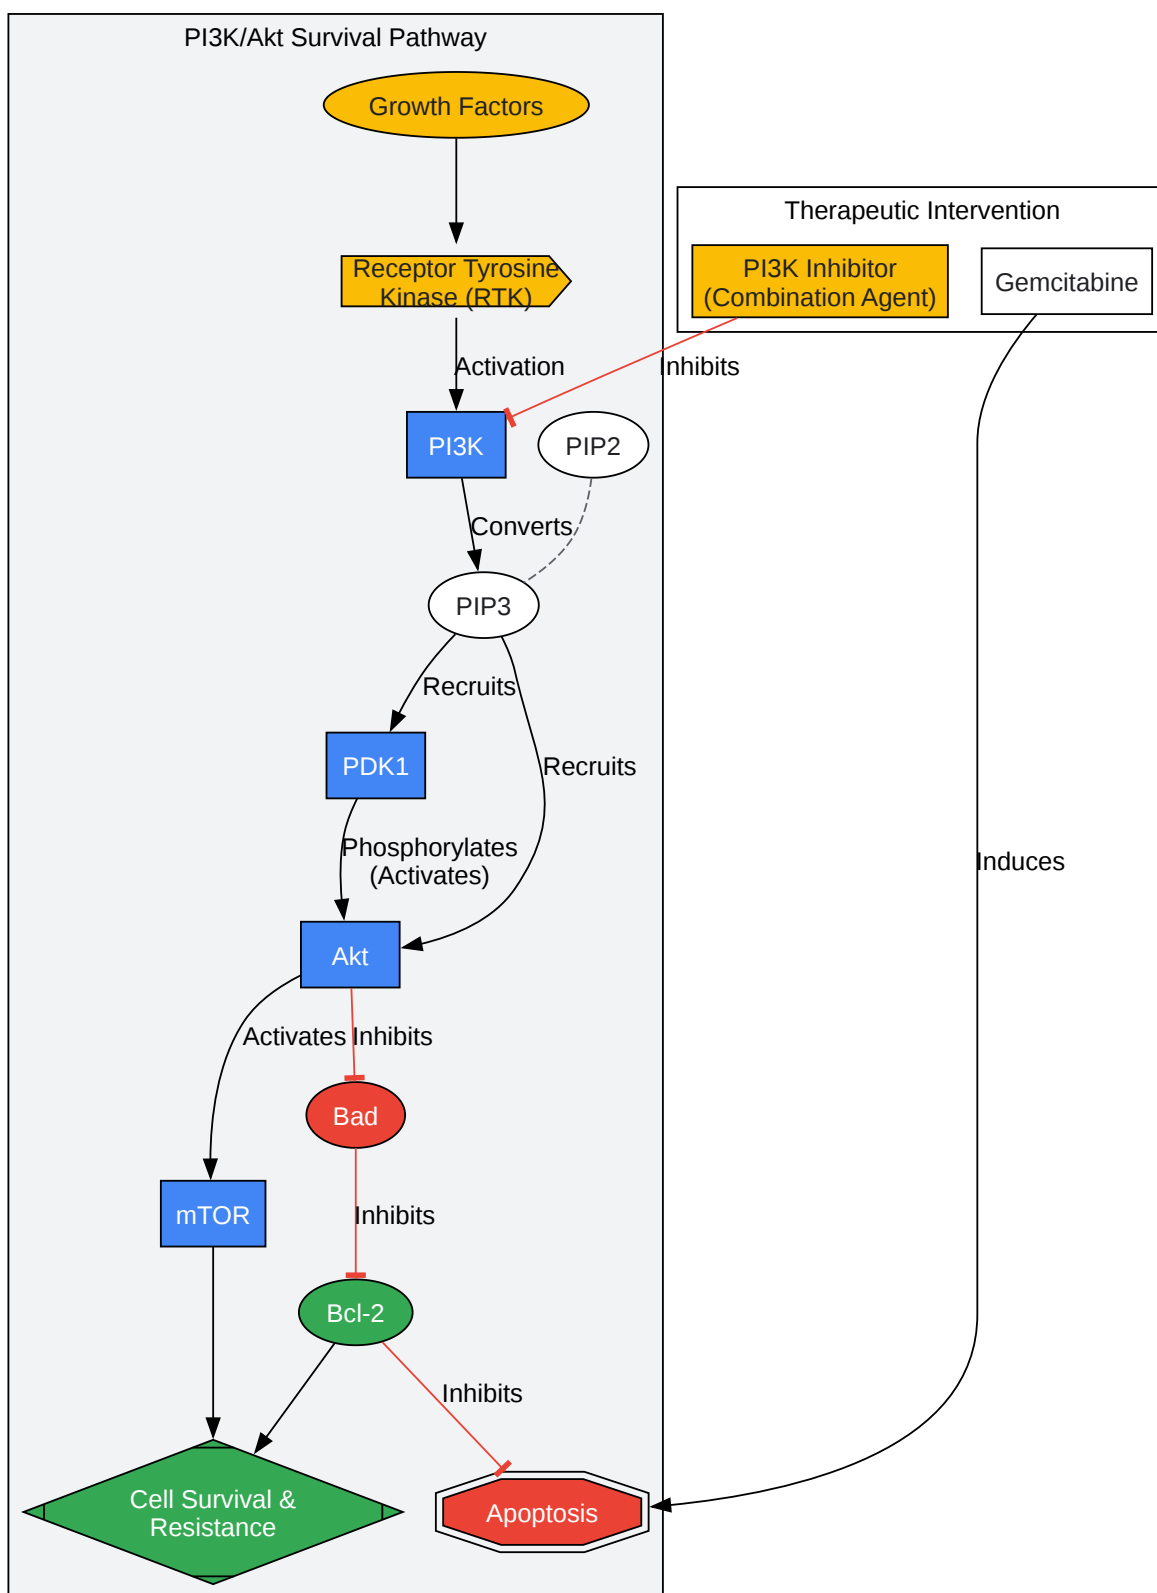 PI3K/Akt Survival Pathway
Growth Factors
Therapeutic Intervention
Receptor Tyrosine
Kinase (RTK)
PI3K Inhibitor
(Combination Agent)
Gemcitabine
Activation
Inhibits
PI3K
PIP2
Converts
PIP3
Recruits
PDK1
Recruits
Phosphorylates
(Activates)
Induces
Akt
Activates
Inhibits
Bad
mTOR
Inhibits
Bcl-2
Inhibits
Cell Survival &
Resistance
Apoptosis